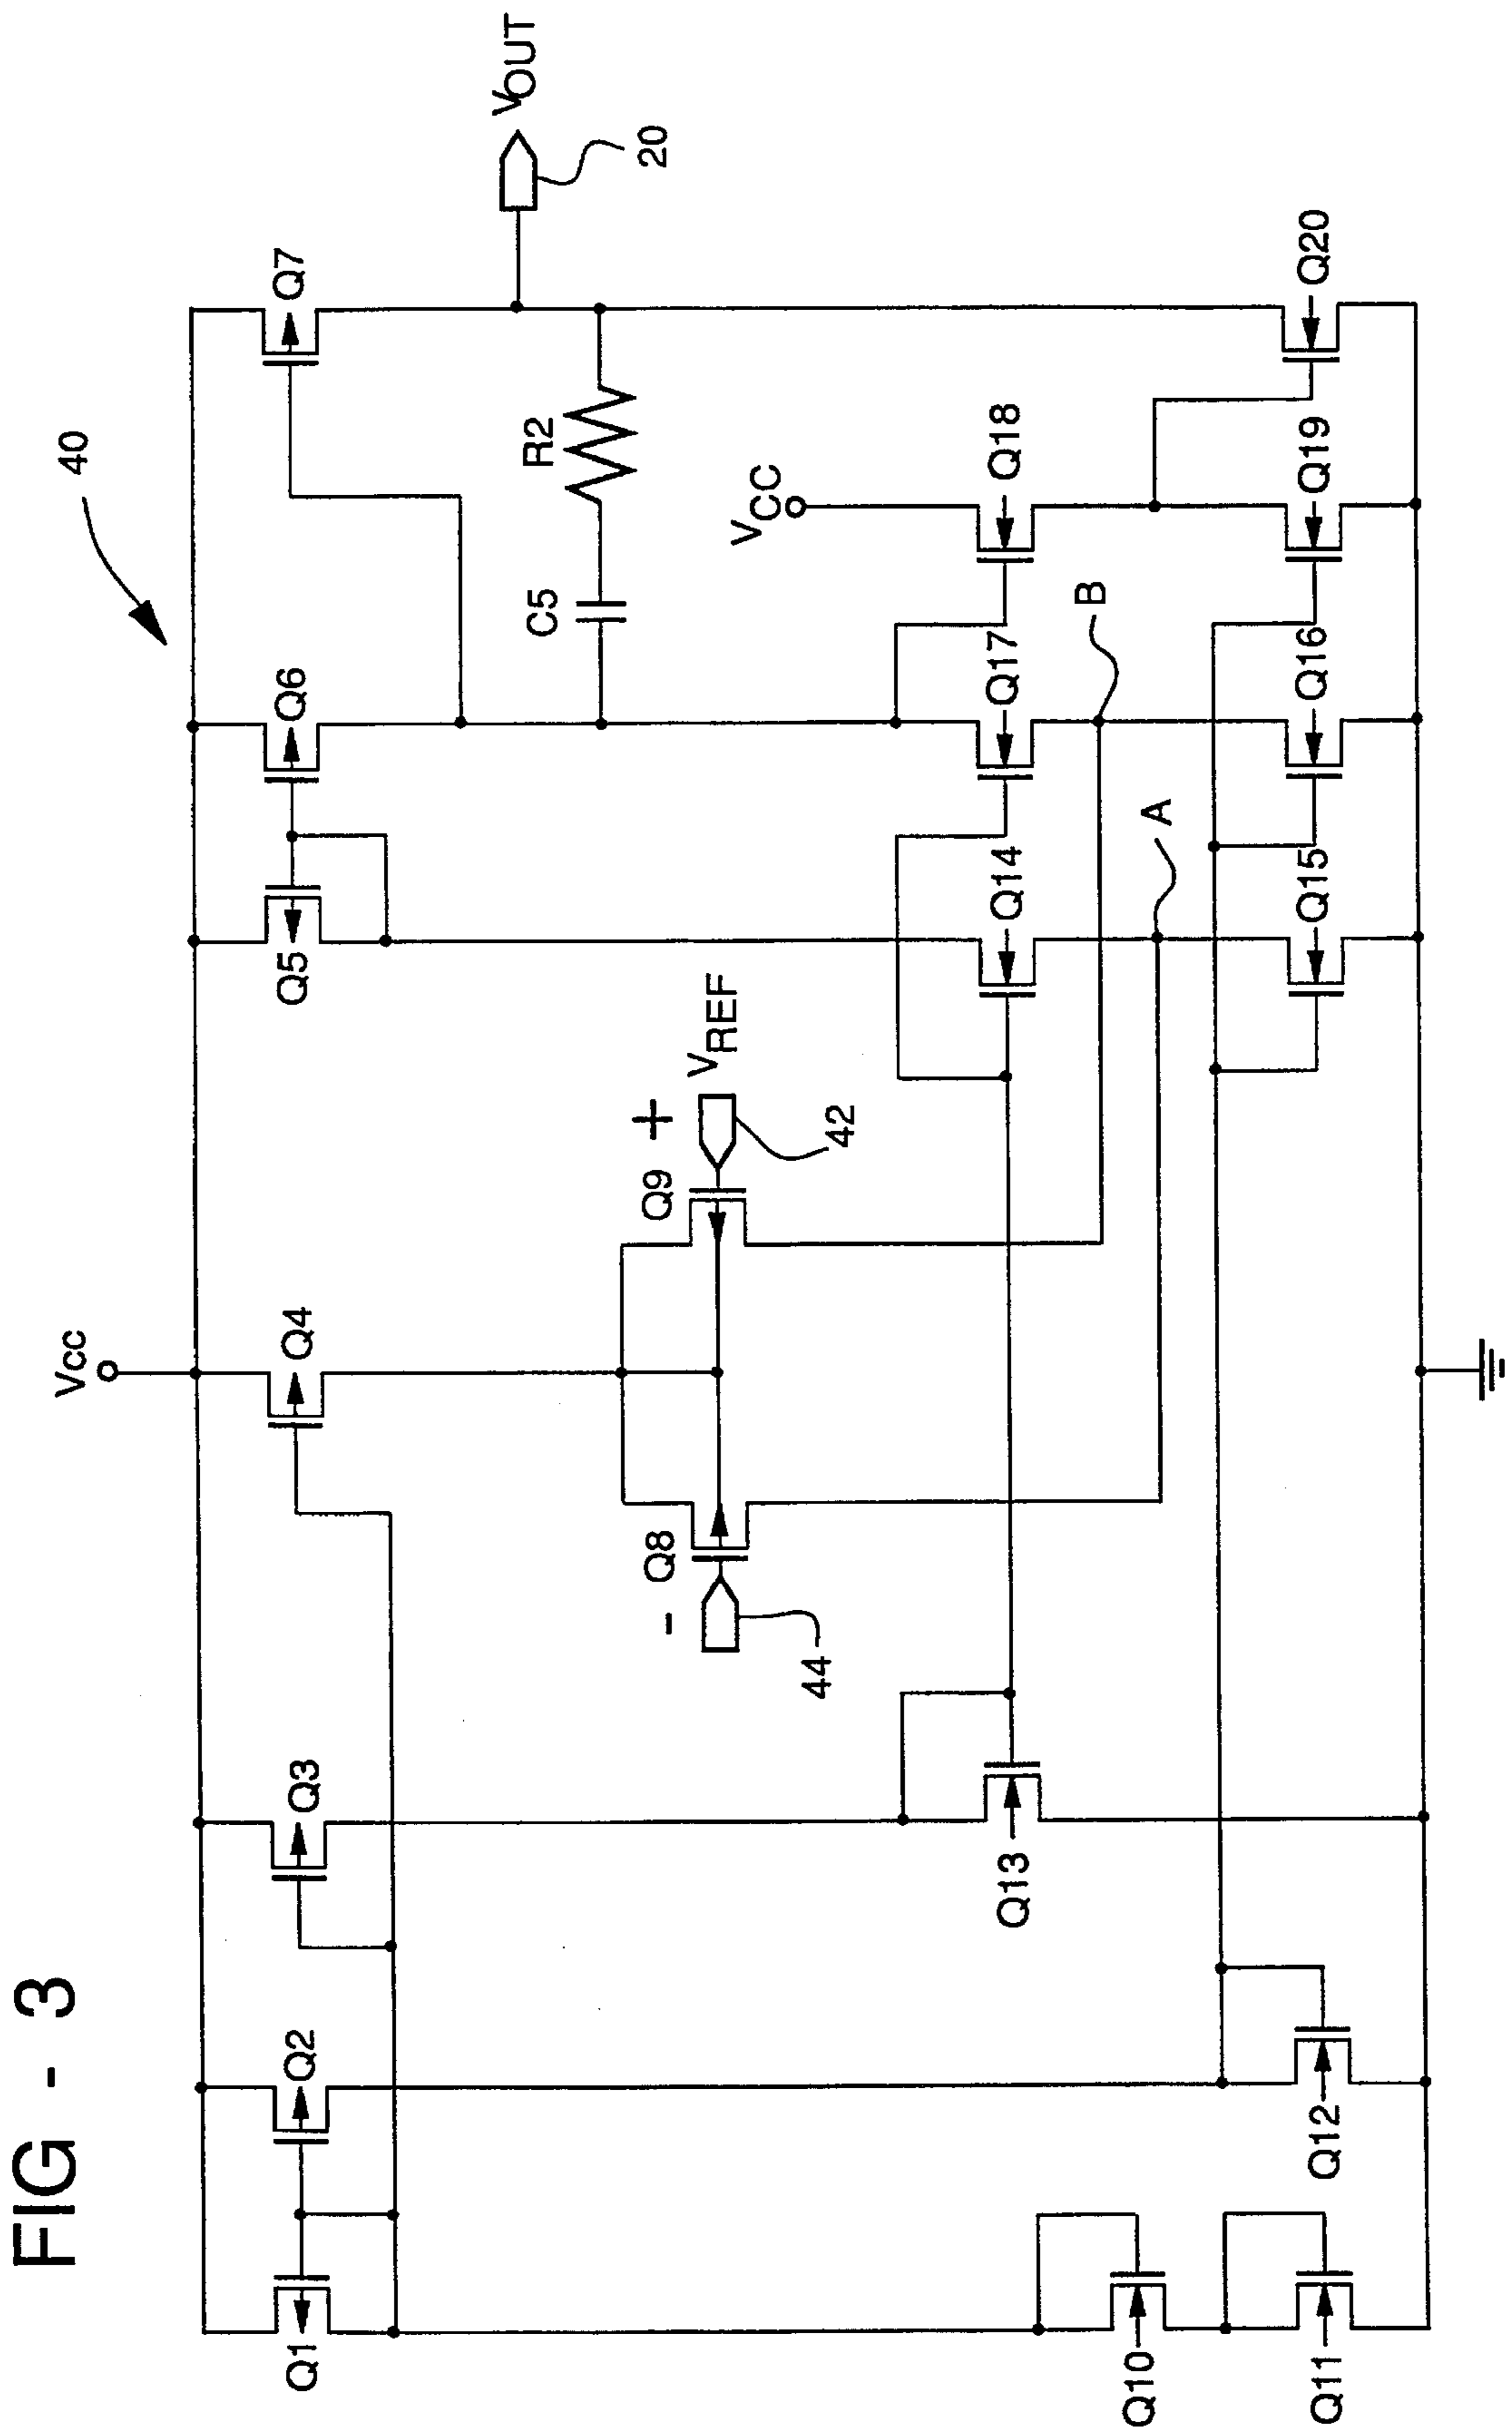 FIG - 3
40
Vcc
VOUT
20
Q1
Q2
Q3
Q4
Q5
Q6
Q7
R2
C5
Q8
Q9
-
+
VREF
42
44
VCC
Q10
Q11
Q12
Q13
Q14
Q15
Q16
Q17
Q18
Q19
Q20
A
B